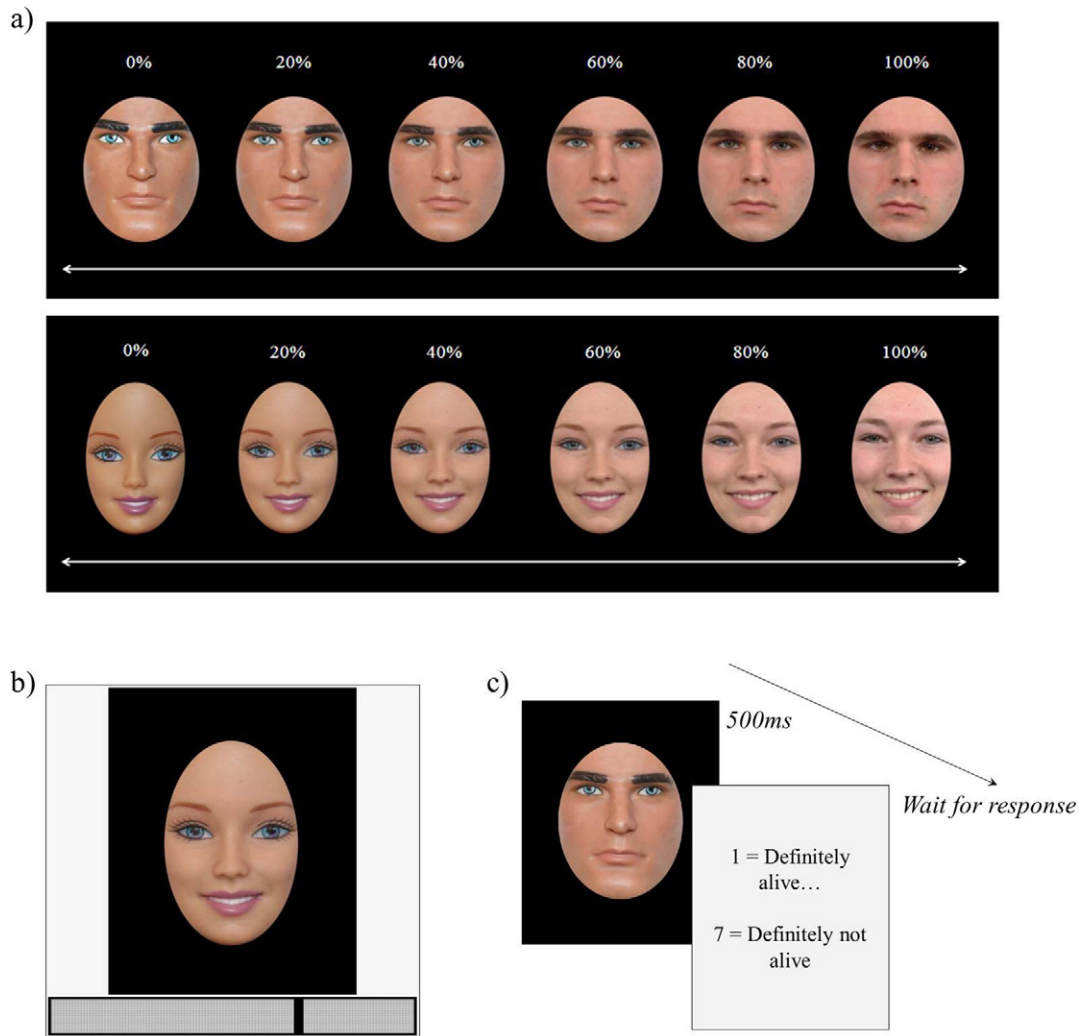 a)
0% 20% 40% 60% 80% 100%
0% 20% 40% 60% 80% 100%
b)
c)
500ms
Wait for response
1 = Definitely
alive…
7 = Definitely not
alive